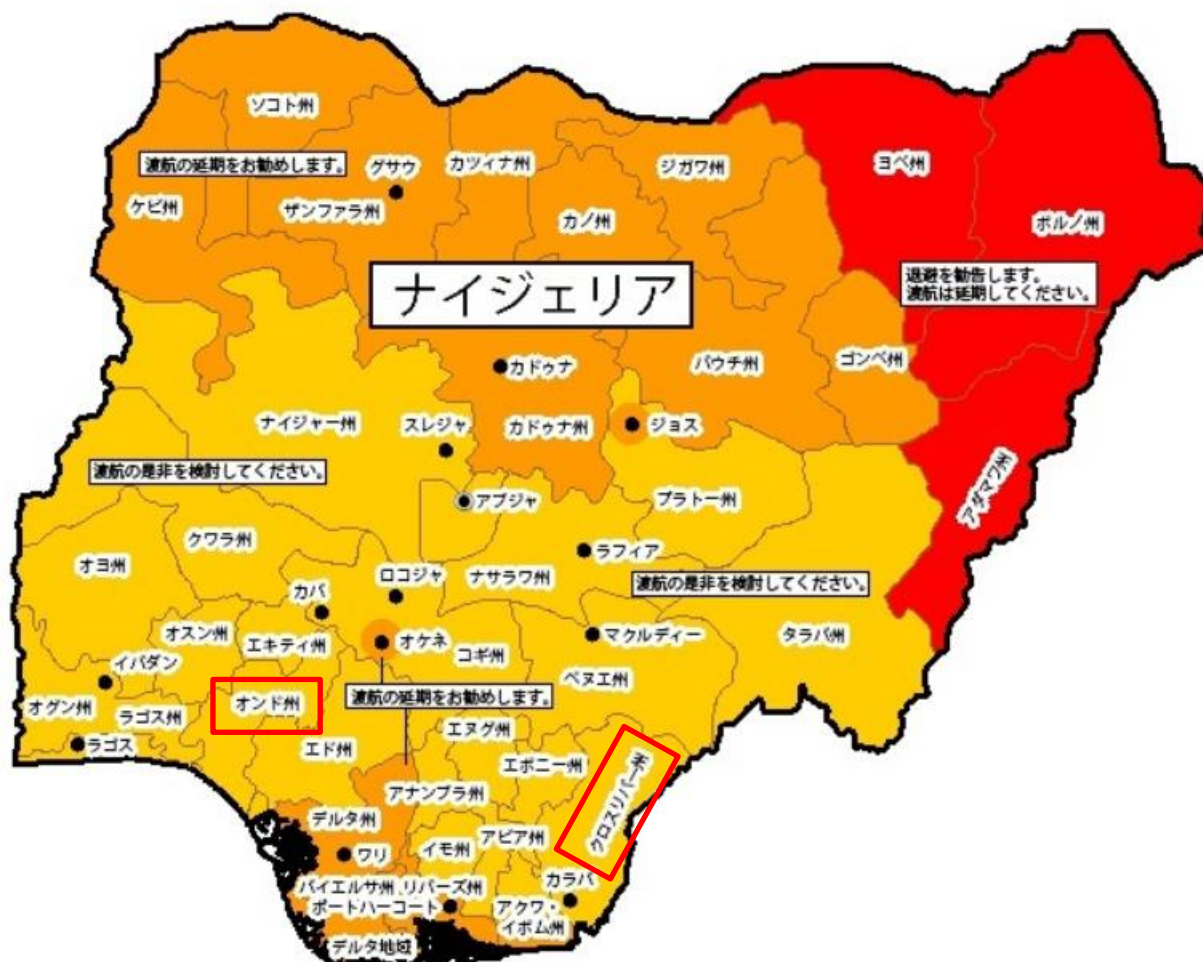 ソコト州
渡航の延期をお勧めします。
グサウ
カツィナ州
ジガワ州
ヨベ州
ケビ州
ザンファラ州
カノ州
ボルノ州
ナイジェリア
退避を勧告します。
渡航は延期してください。
カドゥナ
バウチ州
ゴンベ州
ナイジャー州
スレジャ
カドゥナ州
ジョス
渡航の是非を検討してください。
アブジャ
プラトー州
アダマワ州
クワラ州
オヨ州
ラフィア
ロコジャ
ナサラワ州
渡航の是非を検討してください。
カバ
オスン州
エキティ州
オケネ
コギ州
マクルディー
タラバ州
イバダン
ベヌエ州
オグン州
ラゴス州
オンド州
渡航の延期をお勧めします。
ラゴス
エド州
エヌグ州
エボニー州
クロスリバー州
アナンブラ州
デルタ州
アビア州
ワリ
イモ州
カラバ
バイエルサ州
リバーズ州
ポートハーコート
アクワ・
イボム州
デルタ地域